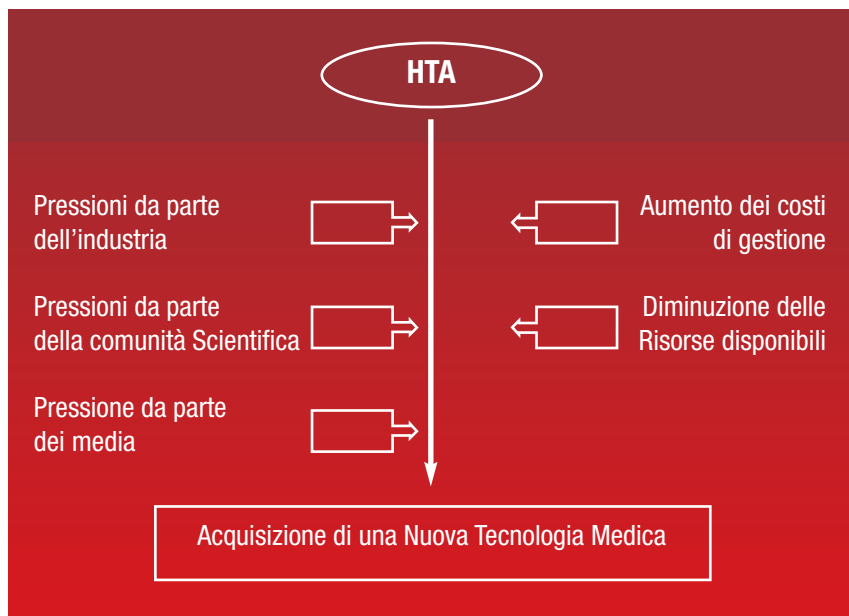 HTA
Pressioni da parte
dell’industria
Aumento dei costi
di gestione
Pressioni da parte
della comunità Scientifica
Diminuzione delle
Risorse disponibili
Pressione da parte
dei media
Acquisizione di una Nuova Tecnologia Medica